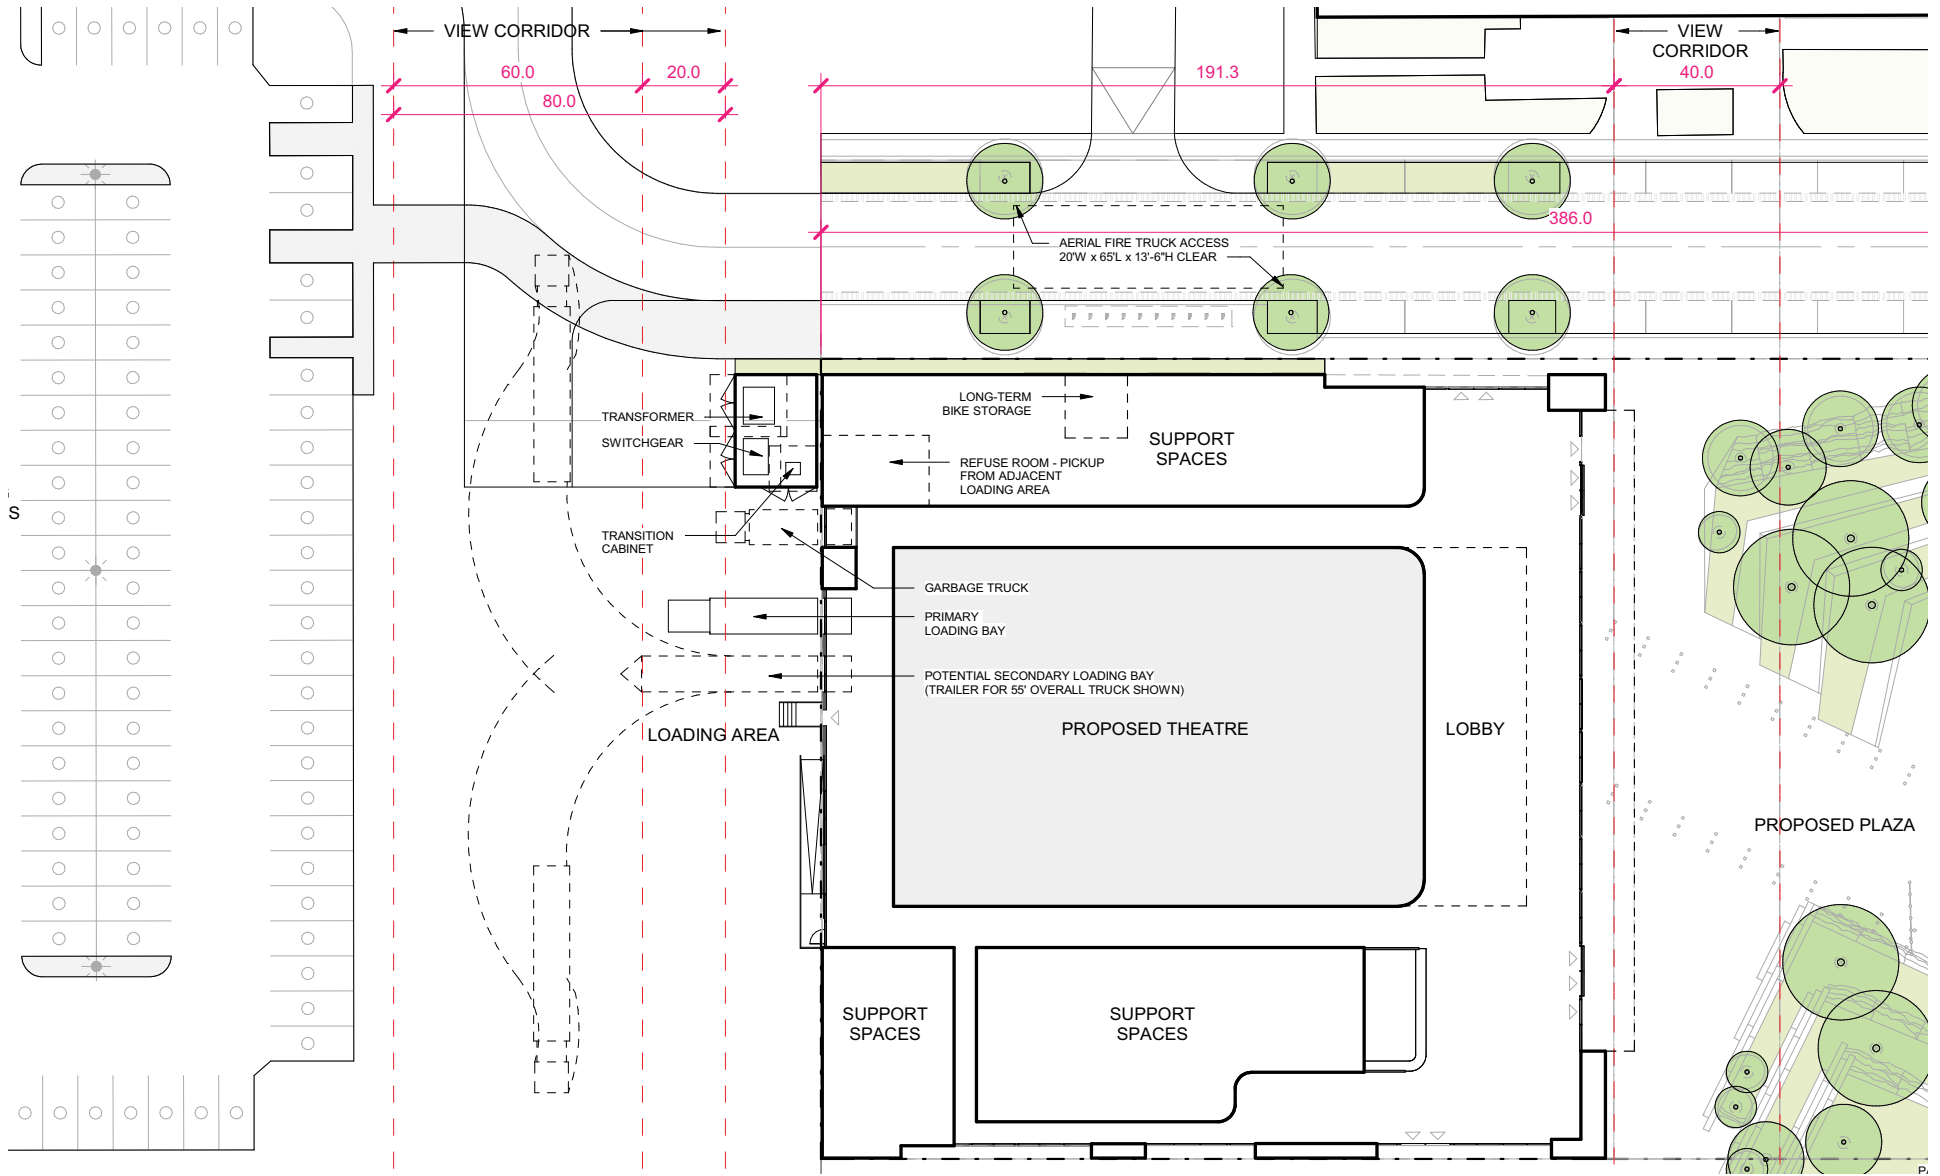 VIEW CORRIDOR
VIEW
CORRIDOR
60.0
20.0
191.3
40.0
80.0
386.0
AERIAL FIRE TRUCK ACCESS
20'W x 65'L x 13'-6"H CLEAR
LONG-TERM
BIKE STORAGE
TRANSFORMER
SWITCHGEAR
SUPPORT
SPACES
REFUSE ROOM - PICKUP
FROM ADJACENT
LOADING AREA
S
TRANSITION
CABINET
GARBAGE TRUCK
PRIMARY
LOADING BAY
POTENTIAL SECONDARY LOADING BAY
(TRAILER FOR 55' OVERALL TRUCK SHOWN)
LOADING AREA
PROPOSED THEATRE
LOBBY
PROPOSED PLAZA
SUPPORT
SPACES
SUPPORT
SPACES